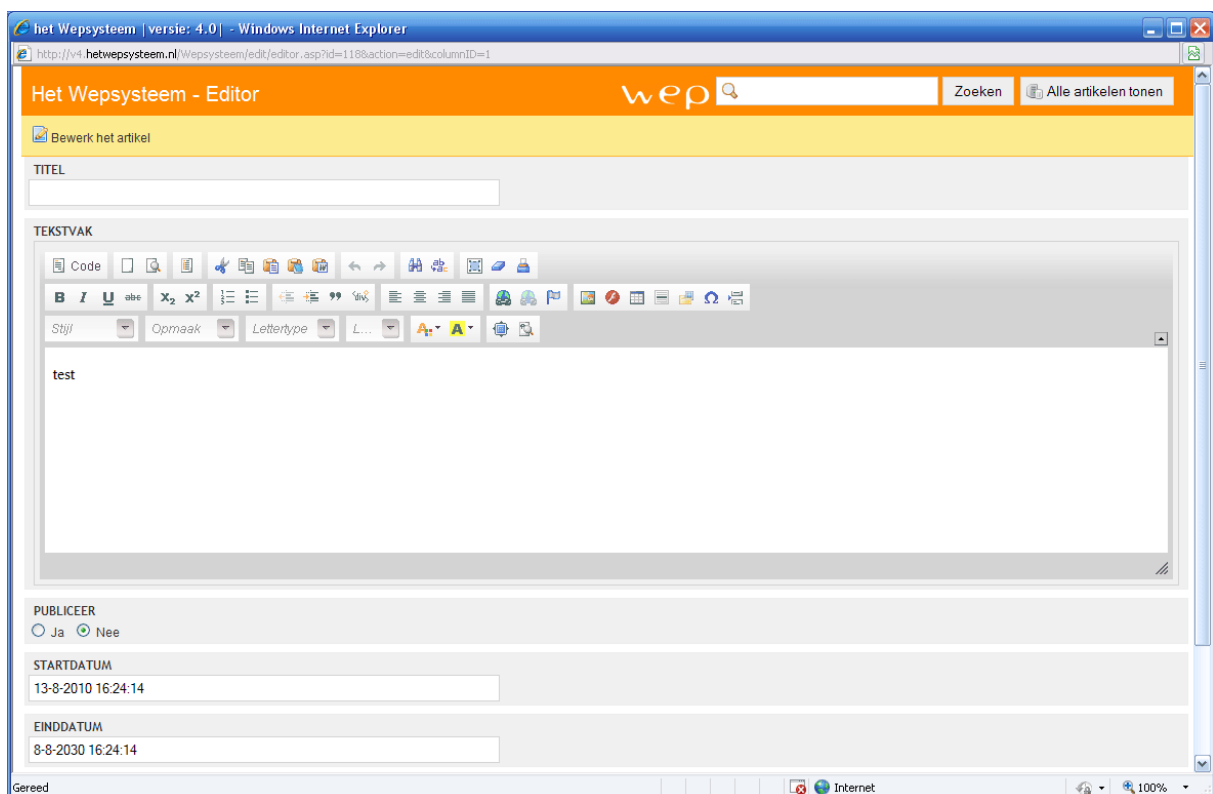 het Wepsysteem |versie: 4.0| - Windows Internet Explorer
http://v4.hetwepsysteem.nl/Wepsysteem/edit/editor.asp?id=118&action=edit&columnID=1
Het Wepsysteem - Editor wep Zoeken Alle artikelen tonen
Bewerk het artikel
TITEL
TEKSTVAK
Code
B I U abc X₂ X²
Stijl Opmaak Lettertype L... A A
test
PUBLICEER
Ja Nee
STARTDATUM
13-8-2010 16:24:14
EINDDATUM
8-8-2030 16:24:14
Gereed Internet 100%